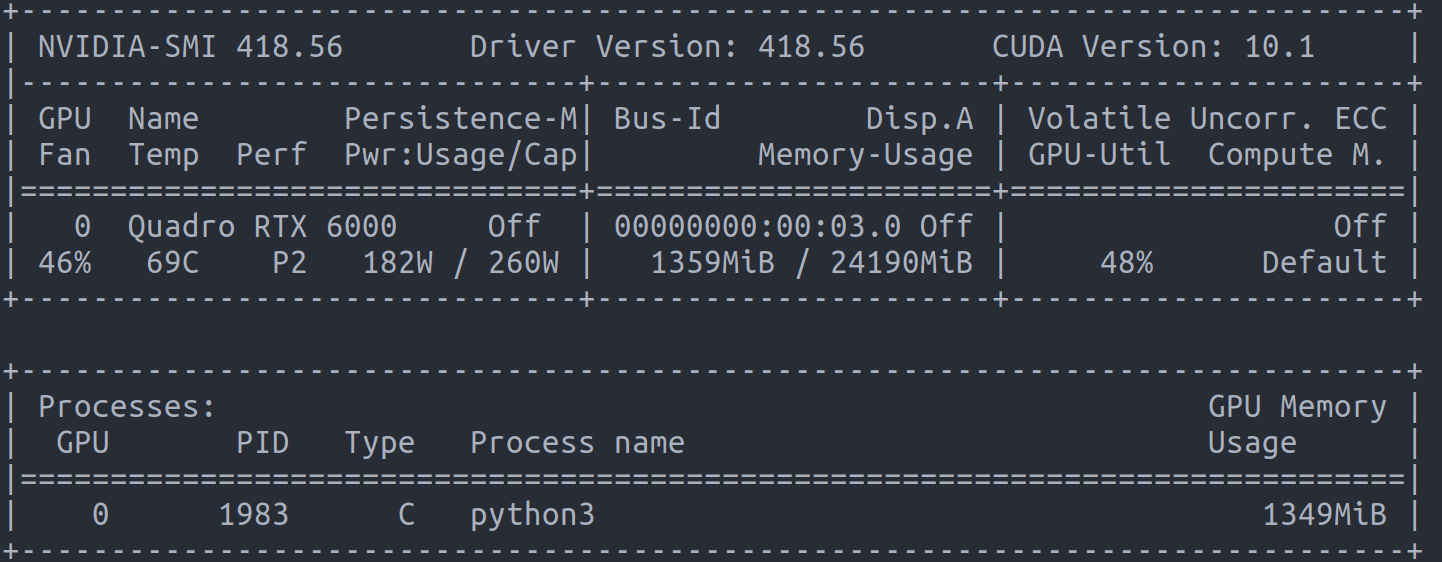 +-----------------------------------------------------------------------------+
| NVIDIA-SMI 418.56       Driver Version: 418.56       CUDA Version: 10.1     |
|-------------------------------+----------------------+----------------------+
| GPU  Name        Persistence-M| Bus-Id        Disp.A | Volatile Uncorr. ECC |
| Fan  Temp  Perf  Pwr:Usage/Cap|         Memory-Usage | GPU-Util  Compute M. |
|===============================+======================+======================|
|   0  Quadro RTX 6000     Off  | 00000000:00:03.0 Off |                  Off |
| 46%   69C    P2   182W / 260W |   1359MiB / 24190MiB |     48%      Default |
+-------------------------------+----------------------+----------------------+

+-----------------------------------------------------------------------------+
| Processes:                                                       GPU Memory |
|  GPU       PID   Type   Process name                             Usage      |
|=============================================================================|
|    0      1983      C   python3                                     1349MiB |
+-----------------------------------------------------------------------------+